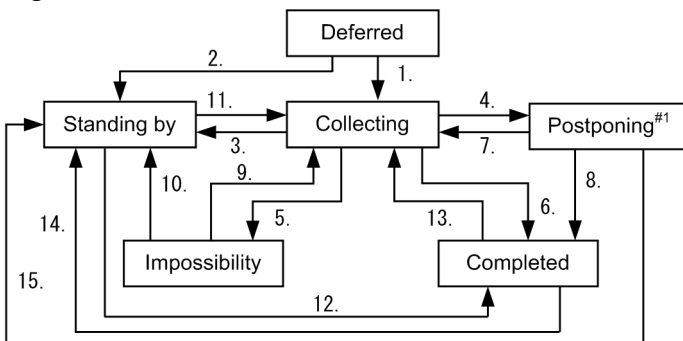 Deferred
2.
1.
Standing by
11.
Collecting
4.
Postponing#1
3.
7.
10.
9.
5.
13.
6.
8.
14.
15.
Impossibility
Completed
12.